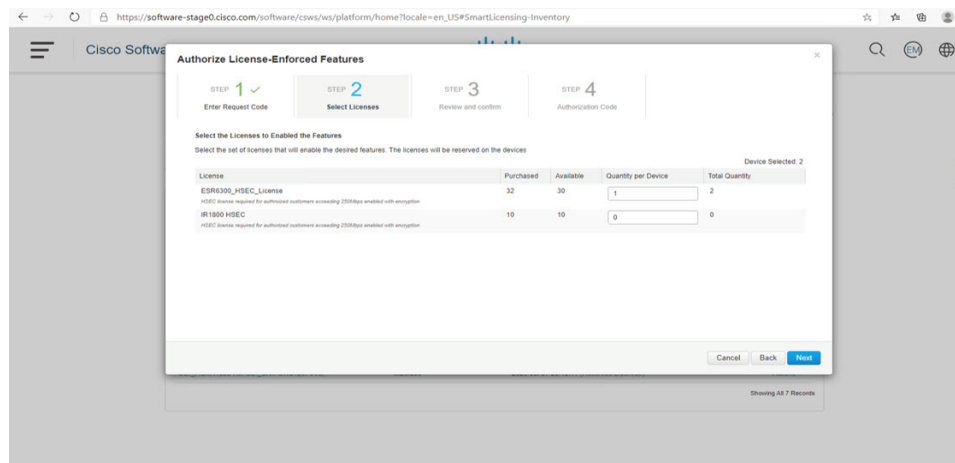 https://software-stage0.cisco.com/software/csws/ws/platform/home?locale=en_US#SmartLicensing-Inventory
Cisco Softwa
EM
Authorize License-Enforced Features
STEP 1
Enter Request Code
STEP 2
Select Licenses
STEP 3
Review and confirm
STEP 4
Authorization Code
Select the Licenses to Enabled the Features
Select the set of licenses that will enable the desired features. The licenses will be reserved on the devices
Device Selected: 2
License Purchased Available Quantity per Device Total Quantity
ESR6300_HSEC_License 32 30 1 2
HSEC license required for authorized customers exceeding 250Mbps enabled with encryption
IR1800 HSEC 10 10 0 0
HSEC license required for authorized customers exceeding 250Mbps enabled with encryption
Cancel Back Next
Showing All 7 Records